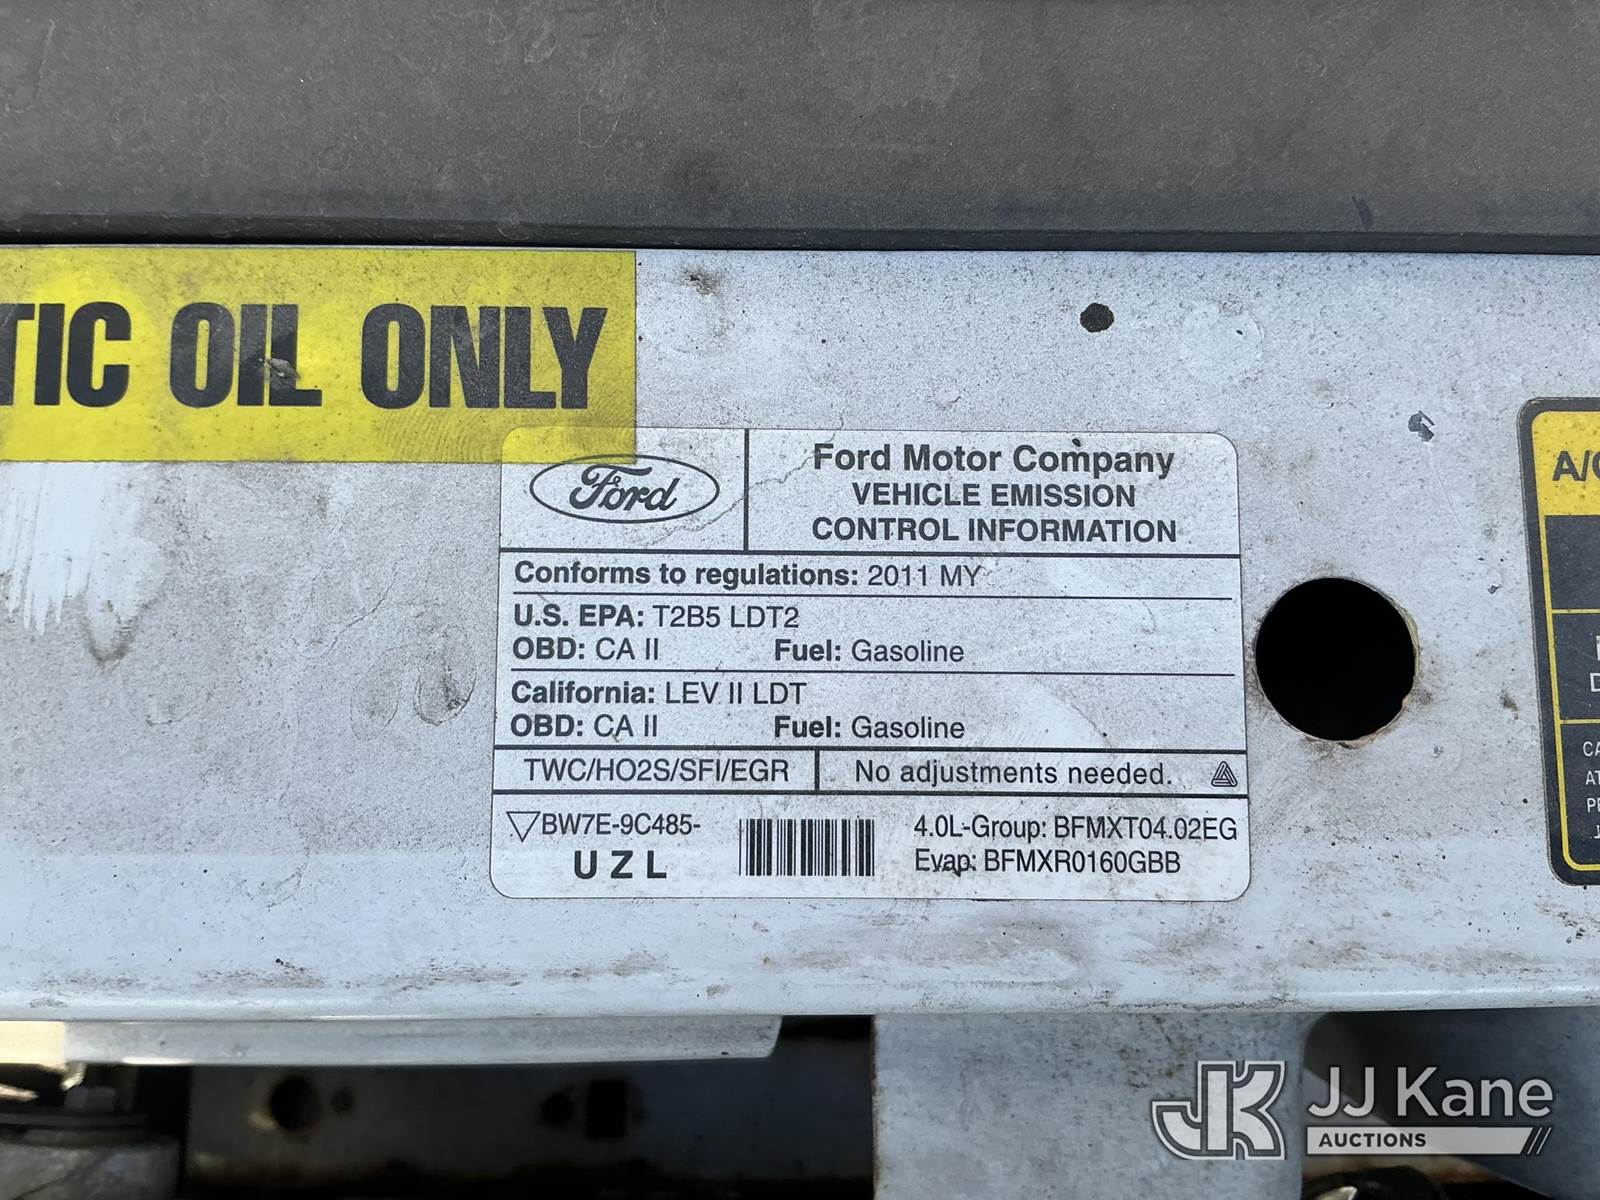 TIC OIL ONLY
Ford
Ford Motor Company
VEHICLE EMISSION
CONTROL INFORMATION
Conforms to regulations: 2011 MY
U.S. EPA: T2B5 LDT2
OBD: CA II Fuel: Gasoline
California: LEV II LDT
OBD: CA II Fuel: Gasoline
TWC/HO2S/SFI/EGR No adjustments needed.
BW7E-9C485-
UZL
4.0L-Group: BFMXT04.02EG
Evap: BFMXR0160GBB
A/C
JK JJ Kane
AUCTIONS